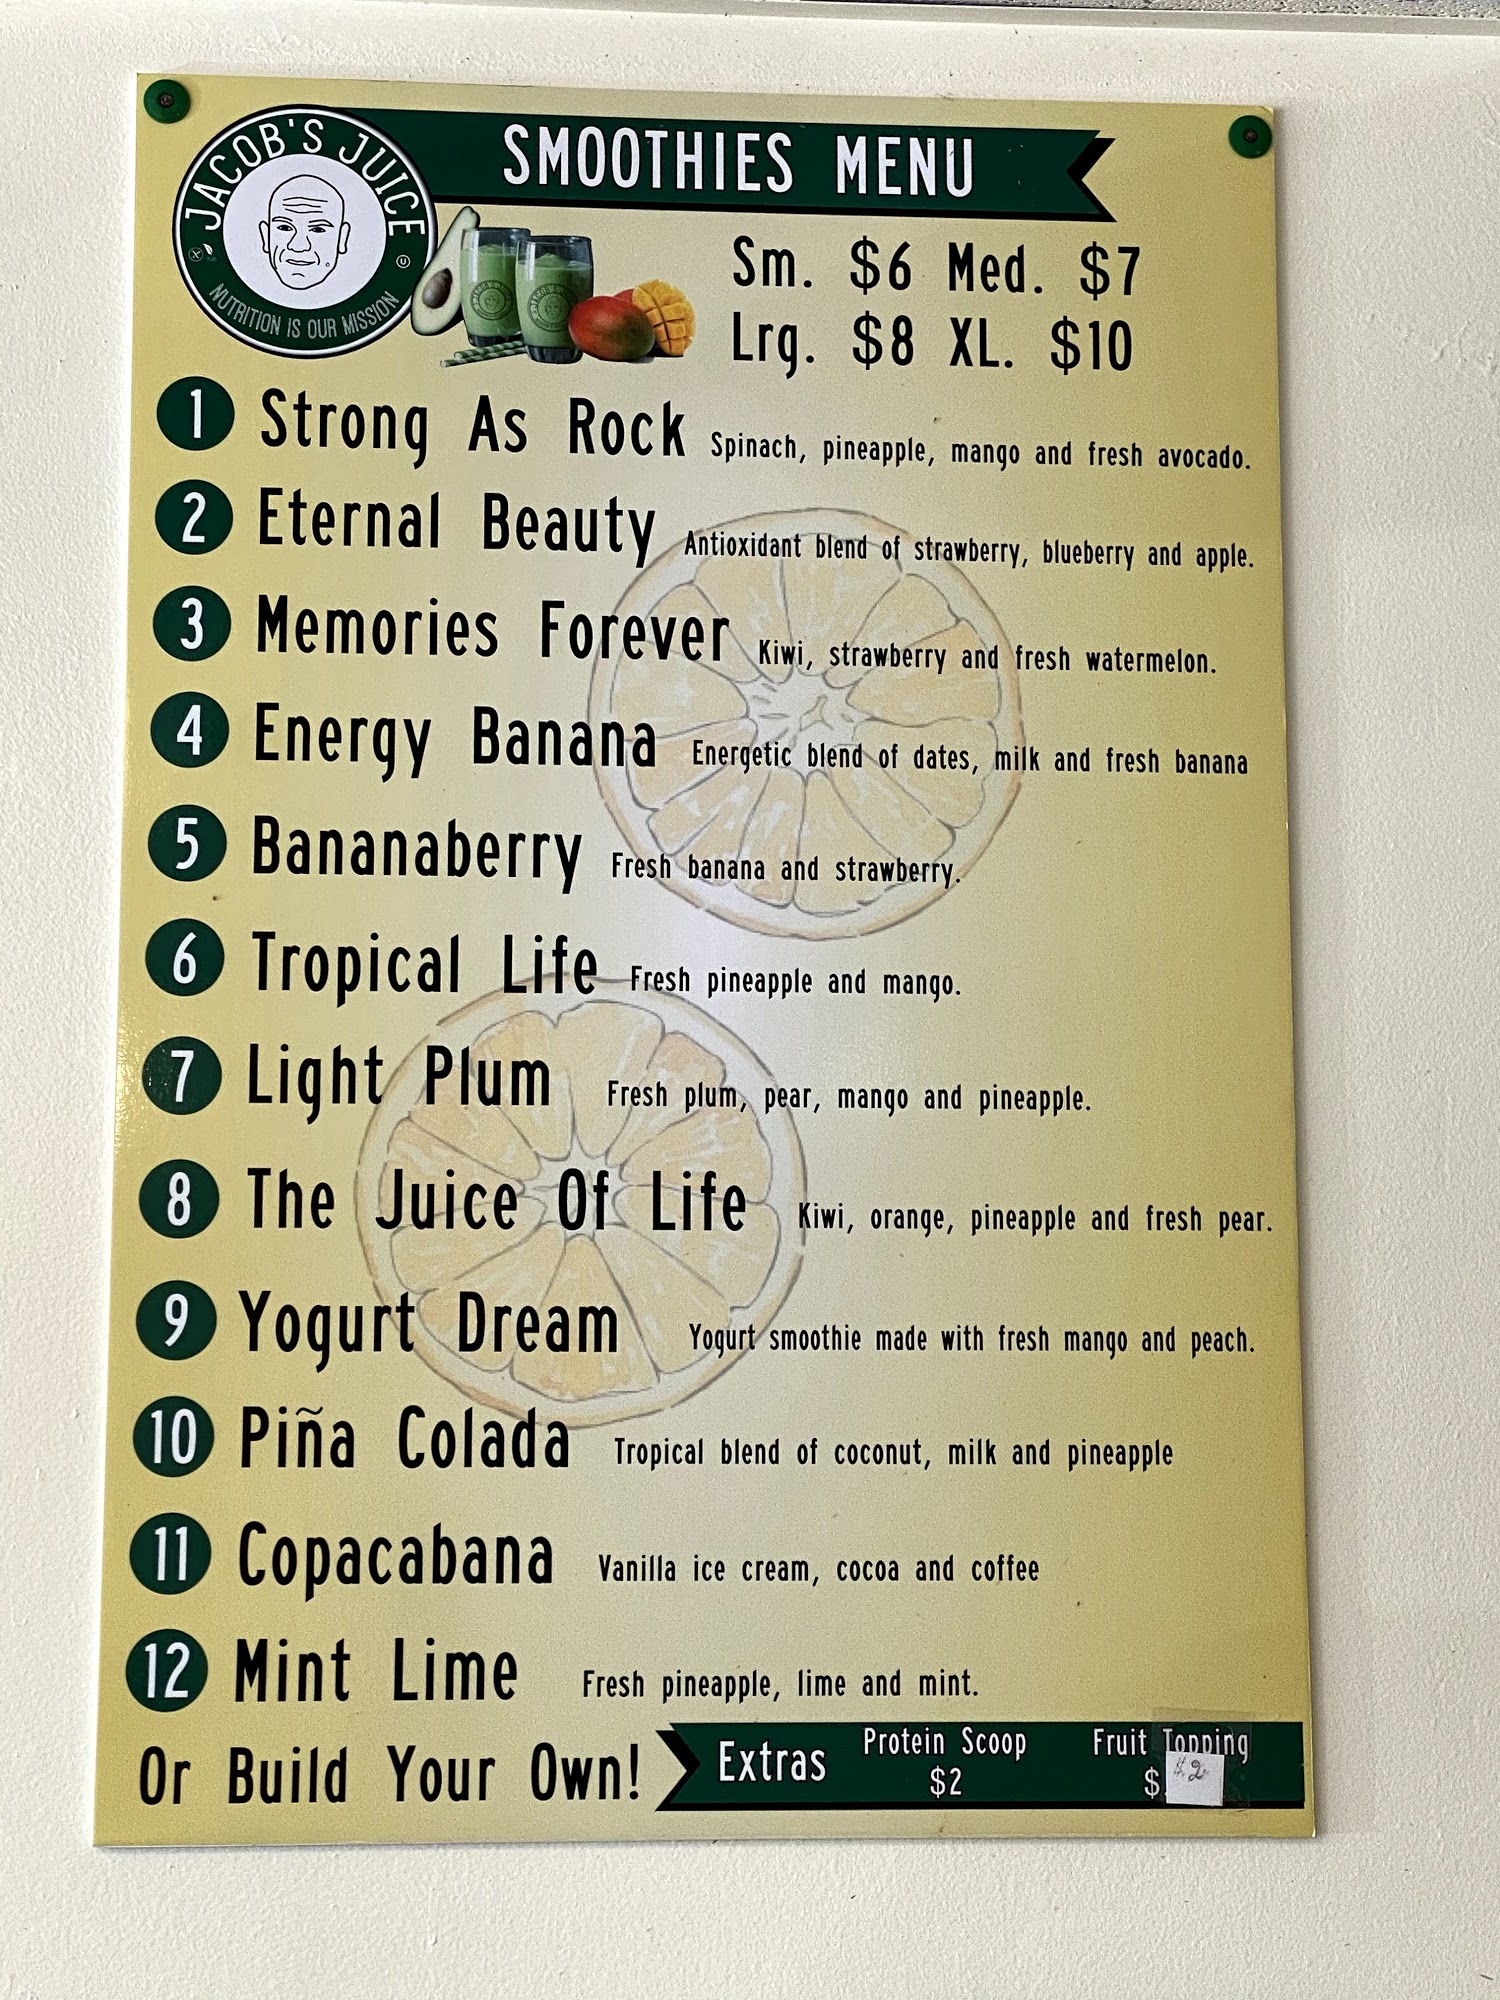 JACOB'S JUICE
NUTRITION IS OUR MISSION
SMOOTHIES MENU
Sm. $6 Med. $7
Lrg. $8 XL. $10
1 Strong As Rock Spinach, pineapple, mango and fresh avocado.
2 Eternal Beauty Antioxidant blend of strawberry, blueberry and apple.
3 Memories Forever Kiwi, strawberry and fresh watermelon.
4 Energy Banana Energetic blend of dates, milk and fresh banana
5 Bananaberry Fresh banana and strawberry.
6 Tropical Life Fresh pineapple and mango.
7 Light Plum Fresh plum, pear, mango and pineapple.
8 The Juice Of Life Kiwi, orange, pineapple and fresh pear.
9 Yogurt Dream Yogurt smoothie made with fresh mango and peach.
10 Piña Colada Tropical blend of coconut, milk and pineapple
11 Copacabana Vanilla ice cream, cocoa and coffee
12 Mint Lime Fresh pineapple, lime and mint.
Or Build Your Own!
Extras
Protein Scoop
$2
Fruit Topping
$ $2